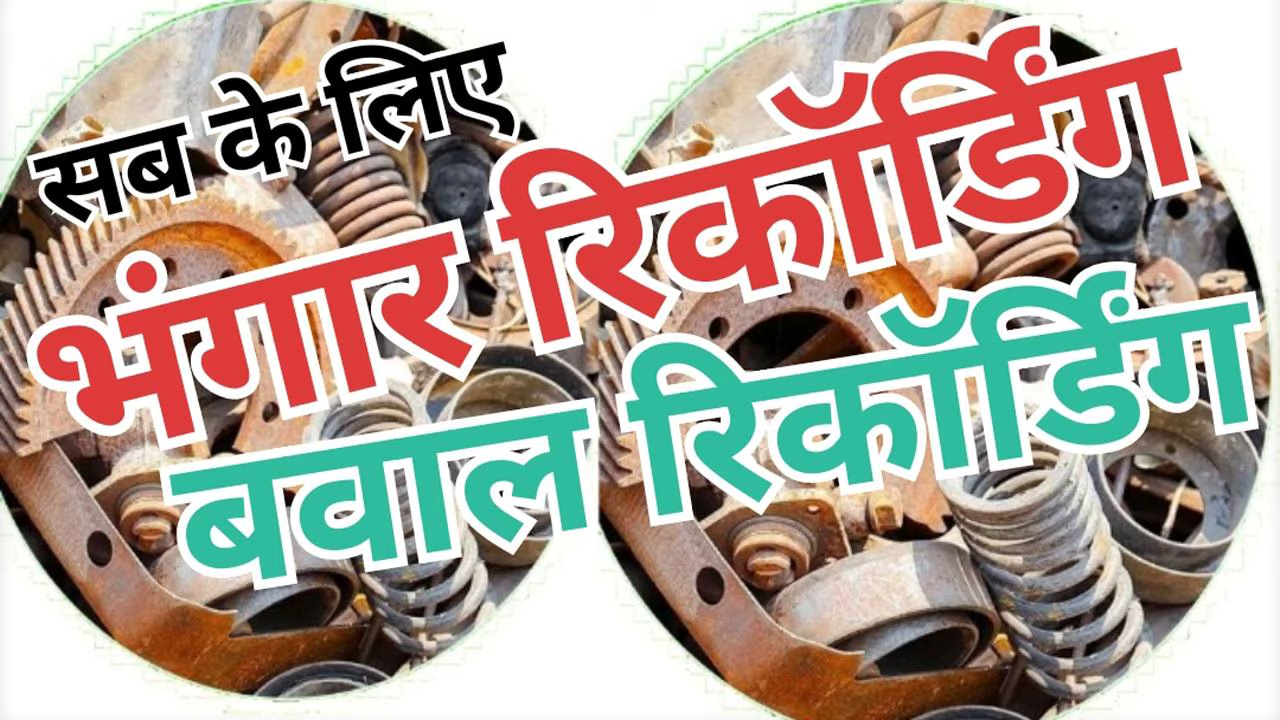 सब के लिए
भंगार रिकॉर्डिंग
बवाल रिकॉर्डिंग